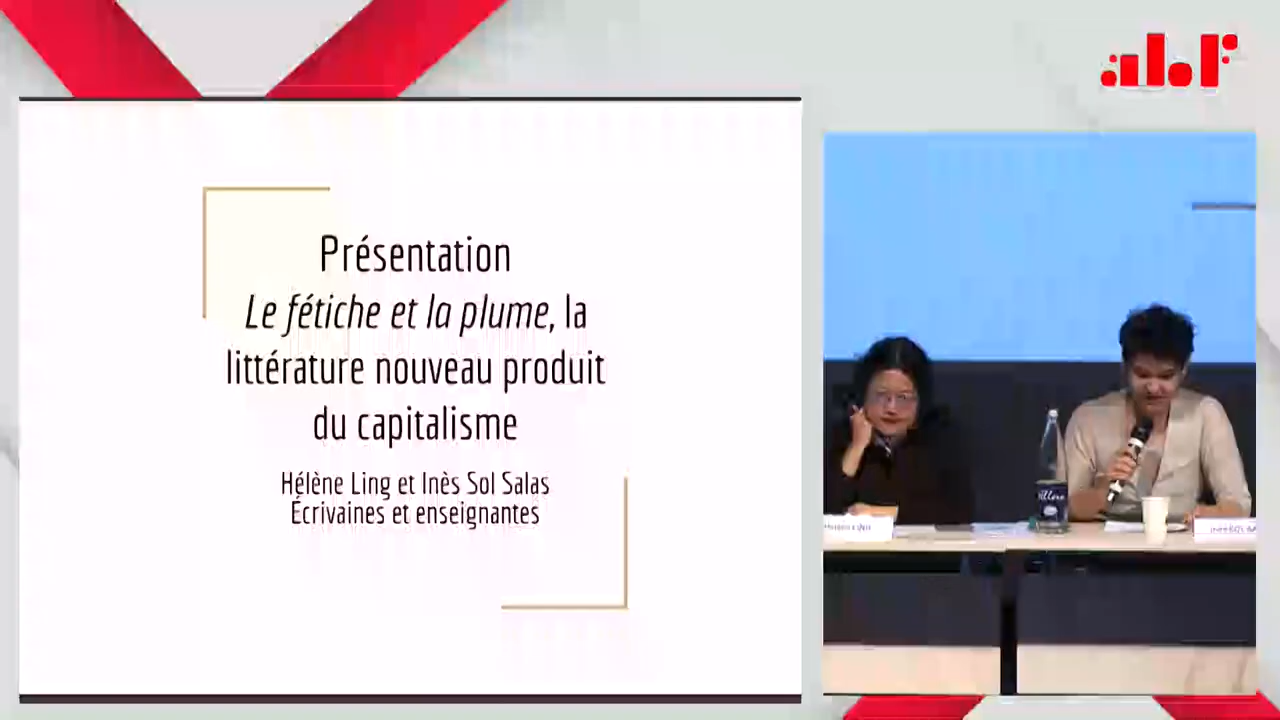 abf
Présentation
Le fétiche et la plume, la
littérature nouveau produit
du capitalisme
Hélène Ling et Inès Sol Salas
Écrivaines et enseignantes